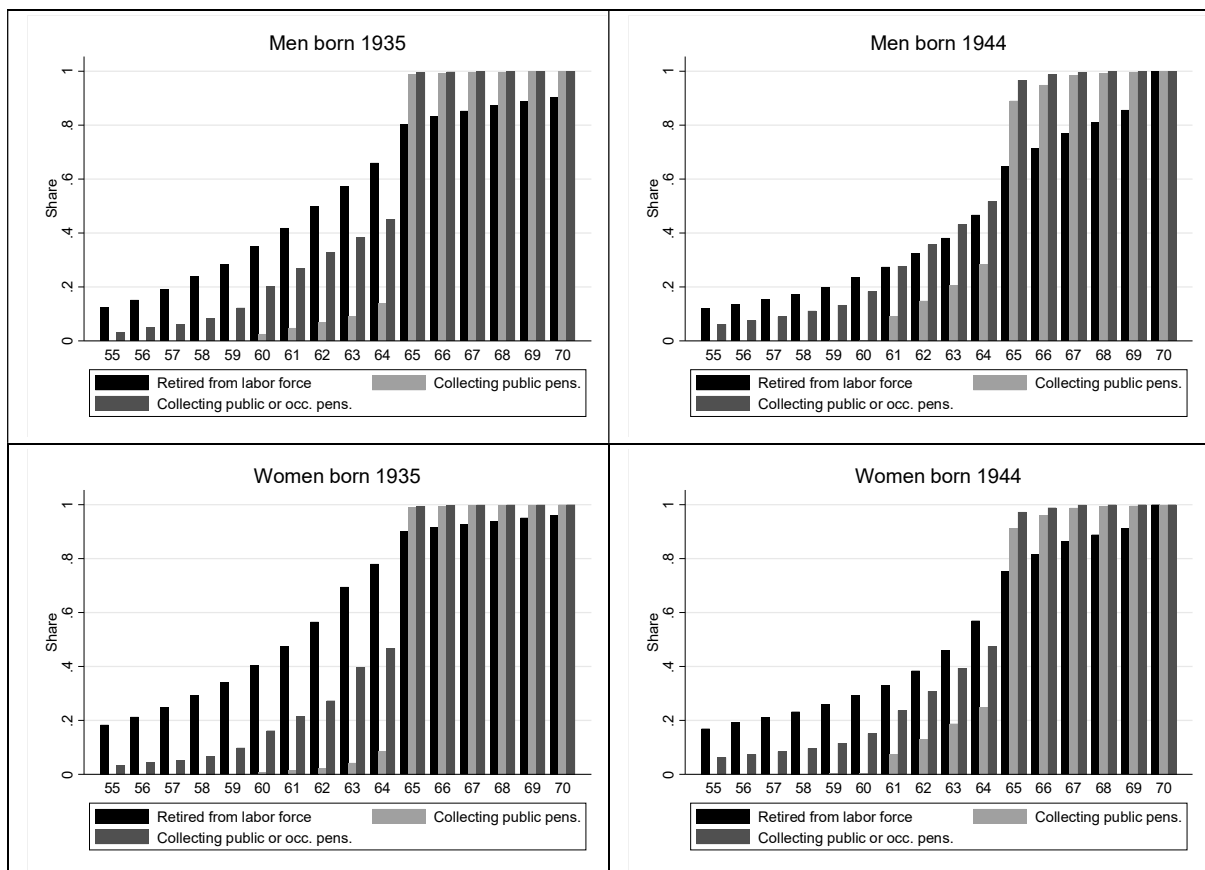 Men born 1935
Share
0 .2 .4 .6 .8 1
55 56 57 58 59 60 61 62 63 64 65 66 67 68 69 70
Retired from labor force Collecting public pens.
Collecting public or occ. pens.
Men born 1944
Share
0 .2 .4 .6 .8 1
55 56 57 58 59 60 61 62 63 64 65 66 67 68 69 70
Retired from labor force Collecting public pens.
Collecting public or occ. pens.
Women born 1935
Share
0 .2 .4 .6 .8 1
55 56 57 58 59 60 61 62 63 64 65 66 67 68 69 70
Retired from labor force Collecting public pens.
Collecting public or occ. pens.
Women born 1944
Share
0 .2 .4 .6 .8 1
55 56 57 58 59 60 61 62 63 64 65 66 67 68 69 70
Retired from labor force Collecting public pens.
Collecting public or occ. pens.